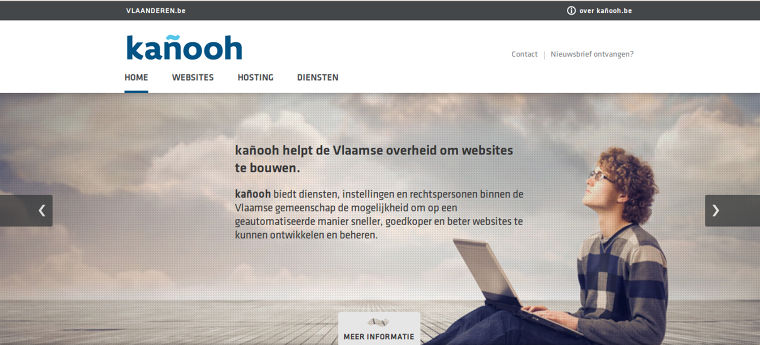 VLAANDEREN.be
over kañooh.be
kañooh
Contact | Nieuwsbrief ontvangen?
HOME WEBSITES HOSTING DIENSTEN
kañooh helpt de Vlaamse overheid om websites
te bouwen.
kañooh biedt diensten, instellingen en rechtspersonen binnen de
Vlaamse gemeenschap de mogelijkheid om op een
geautomatiseerde manier sneller, goedkoper en beter websites te
kunnen ontwikkelen en beheren.
MEER INFORMATIE